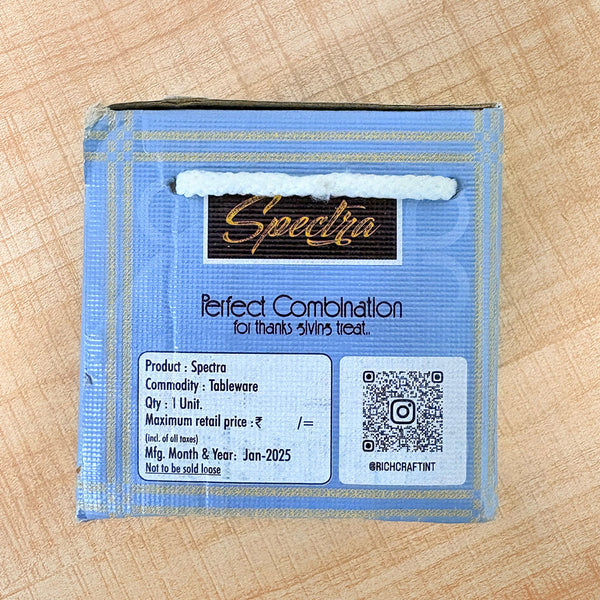 Spectra
Perfect Combination
for thanks giving treat..
Product : Spectra
Commodity : Tableware
Qty : 1 Unit.
Maximum retail price : ₹ /=
(incl. of all taxes)
Mfg. Month & Year: Jan-2025
Not to be sold loose
@RICHCRAFTINT